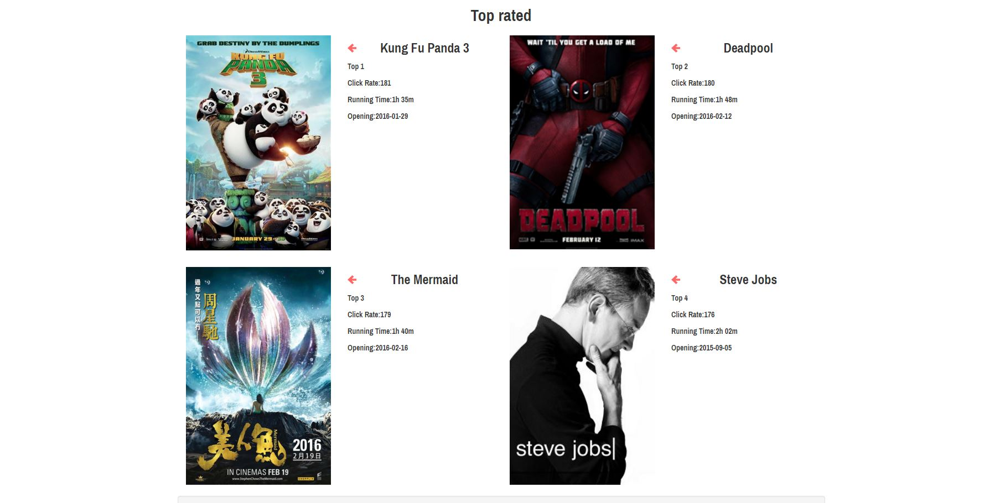 Top rated
GRAB DESTINY BY THE DUMPLINGS
DREAMWORKS
KUNG FU
PANDA
3
JANUARY 29
Kung Fu Panda 3
Top 1
Click Rate:181
Running Time:1h 35m
Opening:2016-01-29
WAIT 'TIL YOU GET A LOAD OF ME
DEADPOOL
FEBRUARY 12
IMAX
Deadpool
Top 2
Click Rate:180
Running Time:1h 48m
Opening:2016-02-12
過年又點可以冇
周星馳
美人魚
Mermaid
2016
2月19日
IN CINEMAS FEB 19
www.StephenChowsTheMermaid.com
The Mermaid
Top 3
Click Rate:179
Running Time:1h 40m
Opening:2016-02-16
steve jobs
Steve Jobs
Top 4
Click Rate:176
Running Time:2h 02m
Opening:2015-09-05